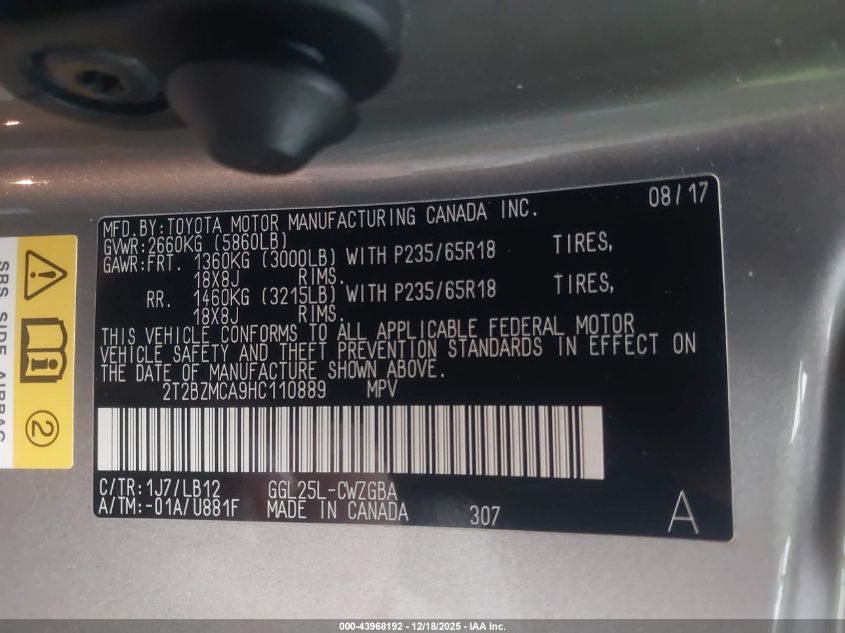 08/17
MFD.BY:TOYOTA MOTOR MANUFACTURING CANADA INC.
GVWR:2660KG (5860LB)
GAWR:FRT. 1360KG (3000LB) WITH P235/65R18 TIRES,
18X8J RIMS.
RR. 1460KG (3215LB) WITH P235/65R18 TIRES,
18X8J RIMS.
THIS VEHICLE CONFORMS TO ALL APPLICABLE FEDERAL MOTOR
VEHICLE SAFETY AND THEFT PREVENTION STANDARDS IN EFFECT ON
THE DATE OF MANUFACTURE SHOWN ABOVE.
2T2BZMCA9HC110889 MPV
C/TR:1J7/LB12 GGL25L-CWZGBA
A/TM:-01A/U881F MADE IN CANADA 307 A
SRS SIDE AIRBAG
2
000-43968192 - 12/18/2025 - IAA Inc.